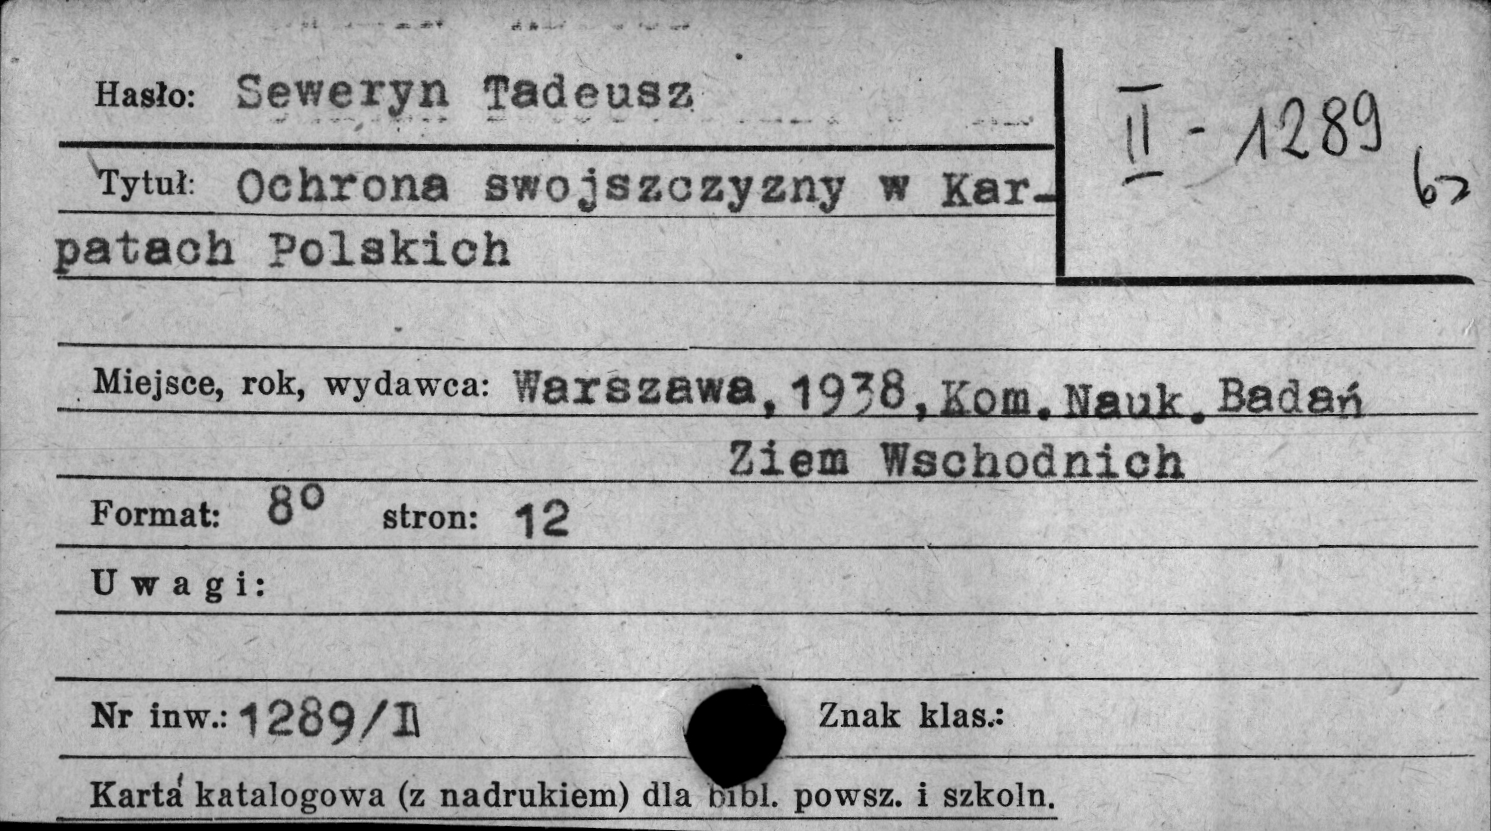 Hasło: Seweryn Tadeusz
II - 1289
Tytuł: Ochrona swojszczyzny w Kar-
patach Polskich
Miejsce, rok, wydawca: Warszawa, 1938, Kom. Nauk. Badań
Ziem Wschodnich
Format: 8° stron: 12
Uwagi:
Nr inw.: 1289/II Znak klas.:
Karta katalogowa (z nadrukiem) dla bibl. powsz. i szkoln.